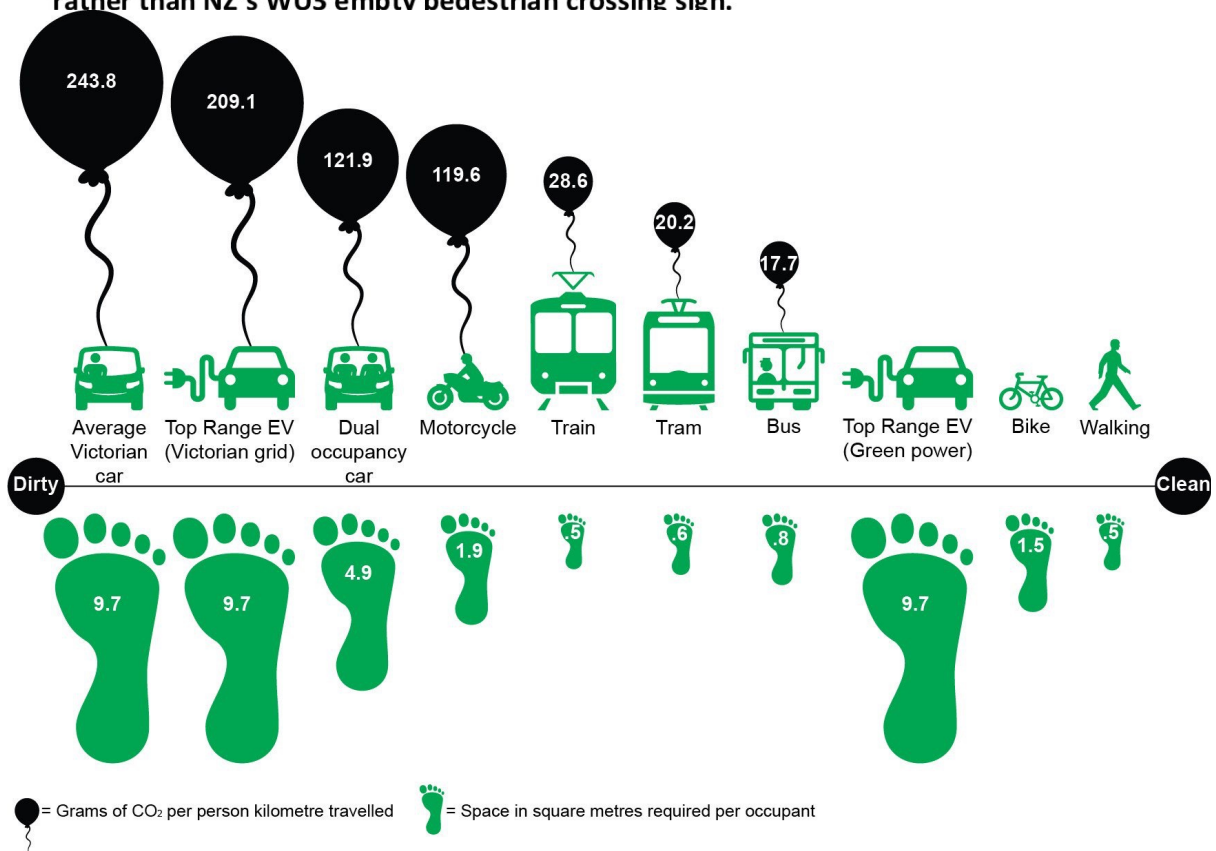 rather than NZ's WU3 empty pedestrian crossing sign.
243.8
209.1
121.9
119.6
28.6
20.2
17.7
Average
Victorian
car
Top Range EV
(Victorian grid)
Dual
occupancy
car
Motorcycle
Train
Tram
Bus
Top Range EV
(Green power)
Bike
Walking
Dirty
Clean
9.7
9.7
4.9
1.9
.5
.6
.8
9.7
1.5
.5
= Grams of CO₂ per person kilometre travelled
= Space in square metres required per occupant